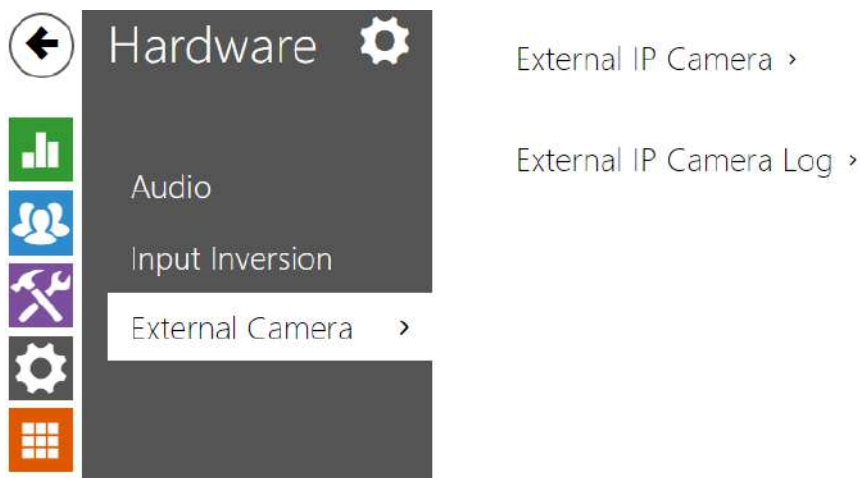 Hardware
Audio
Input Inversion
External Camera >
External IP Camera >
External IP Camera Log >